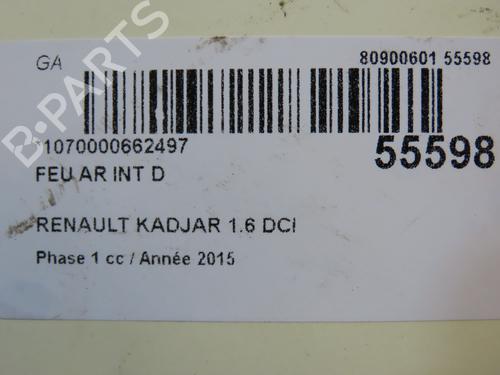 GA
80900601 55598
1070000662497
55598
FEU AR INT D
RENAULT KADJAR 1.6 DCI
Phase 1 cc / Année 2015
B-PARTS